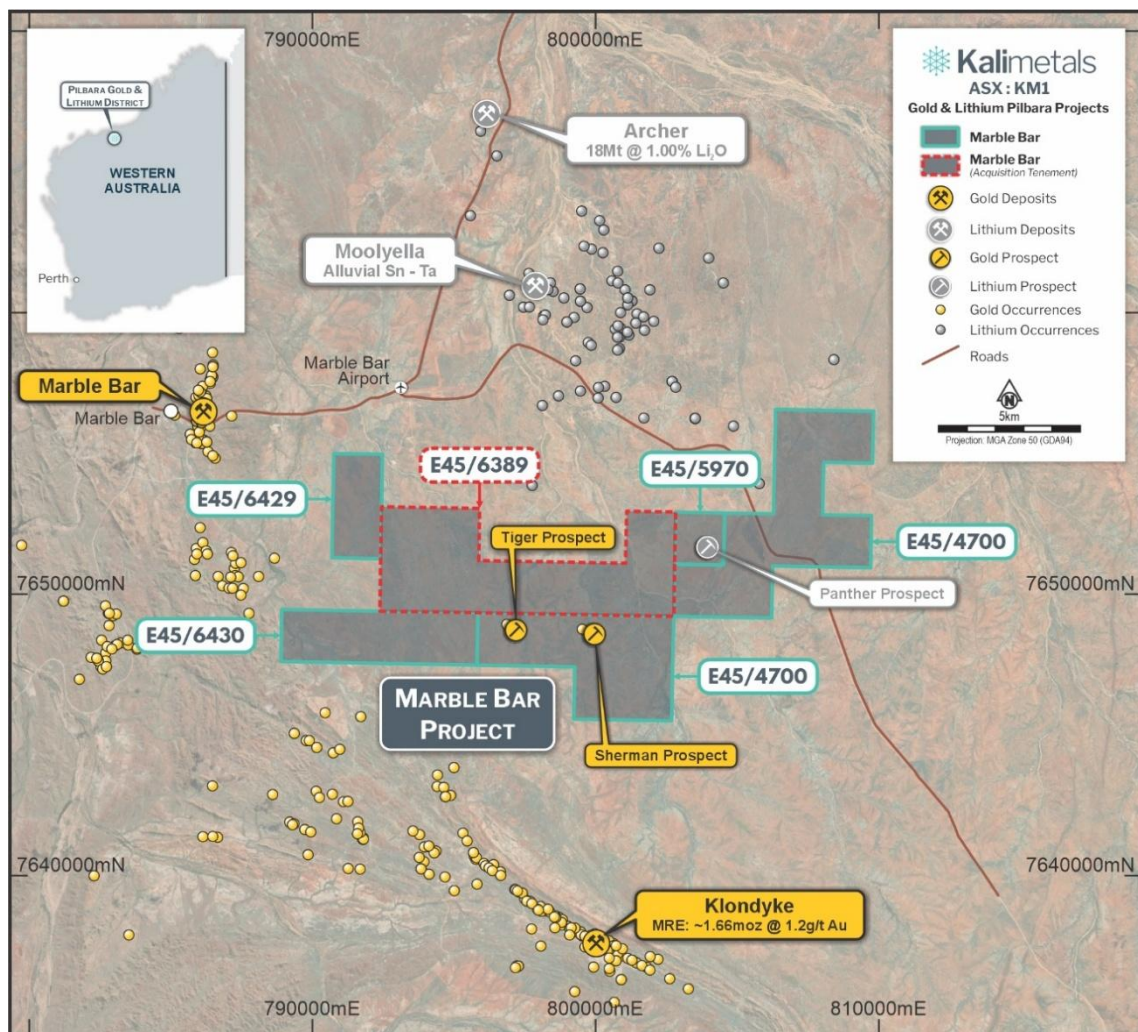 790000mE
800000mE
810000mE
PILBARA GOLD &
LITHIUM DISTRICT
WESTERN
AUSTRALIA
Perth
Kalimetals
ASX : KM1
Gold & Lithium Pilbara Projects
Marble Bar
Marble Bar
(Acquisition Tenement)
Gold Deposits
Lithium Deposits
Gold Prospect
Lithium Prospect
Gold Occurrences
Lithium Occurrences
Roads
N
5km
Projection: MGA Zone 50 (GDA94)
Archer
18Mt @ 1.00% Li₂O
Moolyella
Alluvial Sn - Ta
Marble Bar
Airport
Marble Bar
Marble Bar
E45/6389
E45/5970
E45/6429
Tiger Prospect
E45/4700
7650000mN
7650000mN
Panther Prospect
E45/6430
E45/4700
MARBLE BAR
PROJECT
Sherman Prospect
7640000mN
7640000mN
Klondyke
MRE: ~1.66moz @ 1.2g/t Au
790000mE
800000mE
810000mE